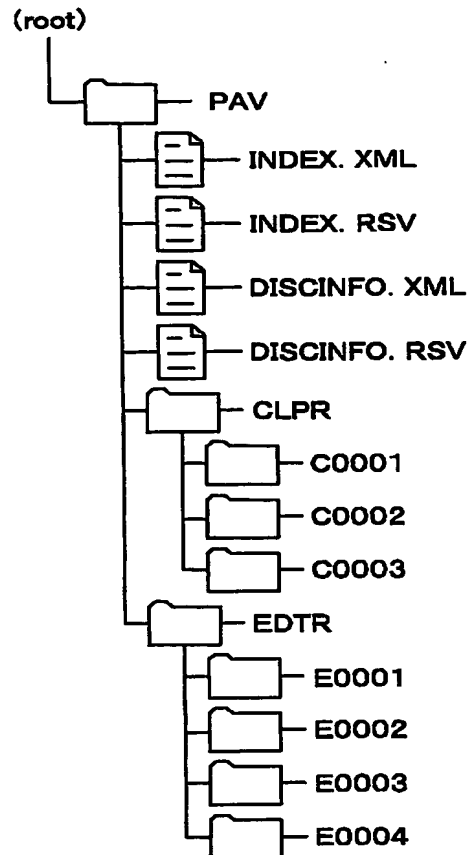 (root)
PAV
INDEX. XML
INDEX. RSV
DISCINFO. XML
DISCINFO. RSV
CLPR
C0001
C0002
C0003
EDTR
E0001
E0002
E0003
E0004